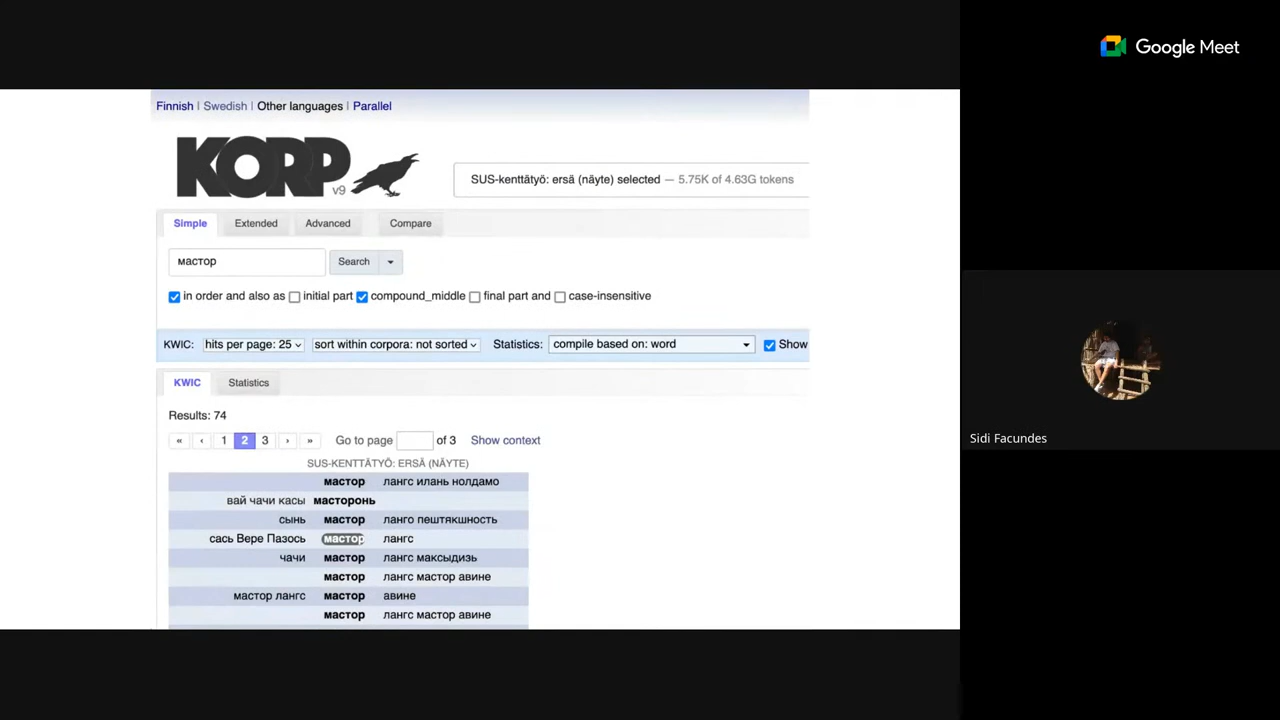 Google Meet
Finnish | Swedish | Other languages | Parallel
KORP v9
SUS-kenttätyö: ersä (näyte) selected — 5.75K of 4.63G tokens
Simple Extended Advanced Compare
мастор Search
in order and also as initial part compound_middle final part and case-insensitive
KWIC: hits per page: 25 sort within corpora: not sorted Statistics: compile based on: word Show
KWIC Statistics
Results: 74
« ‹ 1 2 3 › » Go to page of 3 Show context
SUS-KENTTÄTYÖ: ERSÄ (NÄYTE)
мастор лангс илань нолдамо
вай чачи касы масторонь
сынь мастор ланго пештякшность
сась Вере Пазось мастор лангс
чачи мастор лангс максыдизь
мастор лангс мастор авине
мастор лангс мастор авине
мастор лангс мастор авине
Sidi Facundes